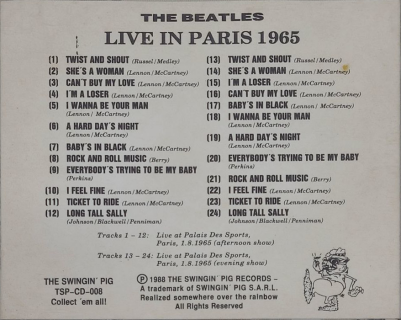 THE BEATLES
LIVE IN PARIS 1965
(1) TWIST AND SHOUT (Russel/Medley)
(2) SHE'S A WOMAN (Lennon/McCartney)
(3) CAN'T BUY MY LOVE (Lennon/McCartney)
(4) I'M A LOSER (Lennon/McCartney)
(5) I WANNA BE YOUR MAN
(Lennon/McCartney)
(6) A HARD DAY'S NIGHT
(Lennon/McCartney)
(7) BABY'S IN BLACK (Lennon/McCartney)
(8) ROCK AND ROLL MUSIC (Berry)
(9) EVERYBODY'S TRYING TO BE MY BABY
(Perkins)
(10) I FEEL FINE (Lennon/McCartney)
(11) TICKET TO RIDE (Lennon/McCartney)
(12) LONG TALL SALLY
(Johnson/Blackwell/Penniman)
(13) TWIST AND SHOUT (Russel/Medley)
(14) SHE'S A WOMAN (Lennon/McCartney)
(15) I'M A LOSER (Lennon/McCartney)
(16) CAN'T BUY MY LOVE (Lennon/McCartney)
(17) BABY'S IN BLACK (Lennon/McCartney)
(18) I WANNA BE YOUR MAN
(Lennon/McCartney)
(19) A HARD DAY'S NIGHT
(Lennon/McCartney)
(20) EVERYBODY'S TRYING TO BE MY BABY
(Perkins)
(21) ROCK AND ROLL MUSIC (Berry)
(22) I FEEL FINE (Lennon/McCartney)
(23) TICKET TO RIDE (Lennon/McCartney)
(24) LONG TALL SALLY
(Johnson/Blackwell/Penniman)
Tracks 1 - 12: Live at Palais Des Sports,
Paris, 1.8.1965 (afternoon show)
Tracks 13 - 24: Live at Palais Des Sports,
Paris, 1.8.1965 (evening show)
THE SWINGIN' PIG
TSP-CD-008
Collect 'em all!
Ⓟ 1988 THE SWINGIN' PIG RECORDS -
A trademark of SWINGIN' PIG S.A.R.L.
Realized somewhere over the rainbow
All Rights Reserved